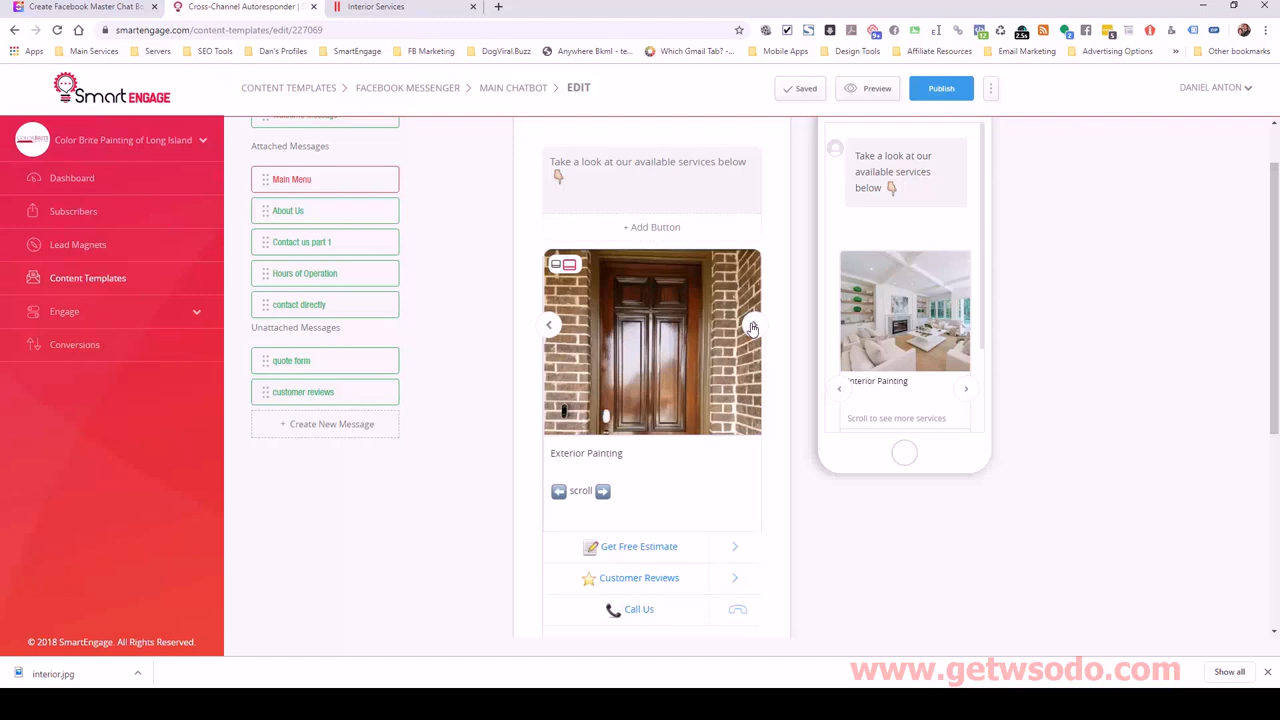 Create Facebook Master Chat Bo
Cross-Channel Autoresponder | S
Interior Services
smartengage.com/content-templates/edit/227069
Apps
Main Services
Servers
SEO Tools
Dan's Profiles
SmartEngage
FB Marketing
DogViral.Buzz
Anywhere Bkml - te...
Which Gmail Tab? -...
Mobile Apps
Design Tools
Affiliate Resources
Email Marketing
Advertising Options
»
Other bookmarks
Smart ENGAGE
CONTENT TEMPLATES > FACEBOOK MESSENGER > MAIN CHATBOT > EDIT
Saved
Preview
Publish
DANIEL ANTON
Color Brite Painting of Long Island
Dashboard
Subscribers
Lead Magnets
Content Templates
Engage
Conversions
© 2018 SmartEngage. All Rights Reserved.
Attached Messages
Main Menu
About Us
Contact us part 1
Hours of Operation
contact directly
Unattached Messages
quote form
customer reviews
+ Create New Message
Take a look at our available services below
+ Add Button
Exterior Painting
scroll
Get Free Estimate
Customer Reviews
Call Us
Take a look at our
available services
below
Interior Painting
Scroll to see more services
interior.jpg
www.getwsodo.com
Show all